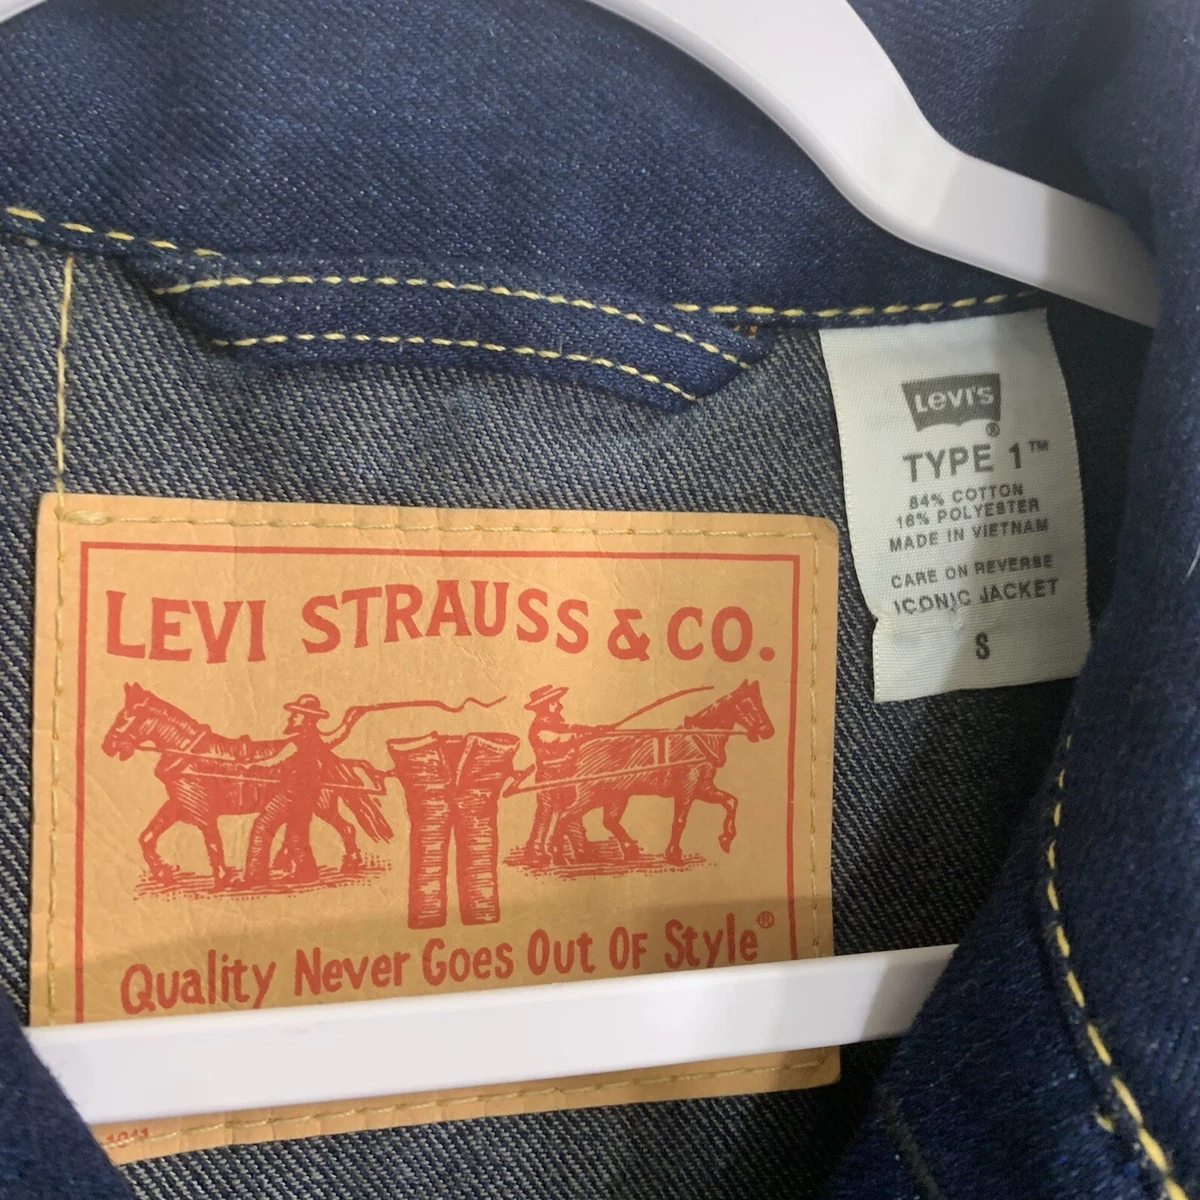 LEVI STRAUSS & CO.
Quality Never Goes Out Of Style®
Levi's®
TYPE 1™
84% COTTON
16% POLYESTER
MADE IN VIETNAM
CARE ON REVERSE
ICONIC JACKET
S